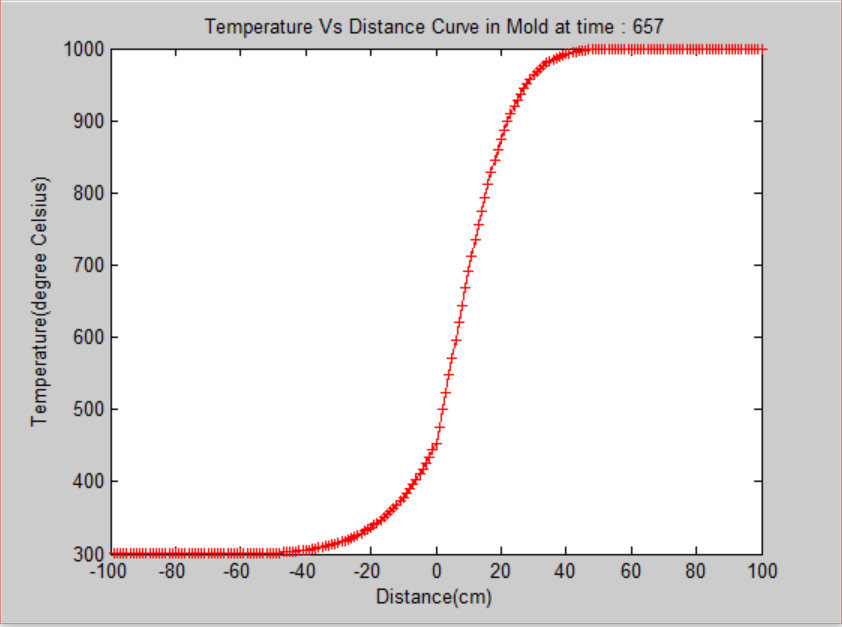 Temperature Vs Distance Curve in Mold at time : 657
1000
900
800
700
600
500
400
300
Temperature(degree Celsius)
-100 -80 -60 -40 -20 0 20 40 60 80 100
Distance(cm)